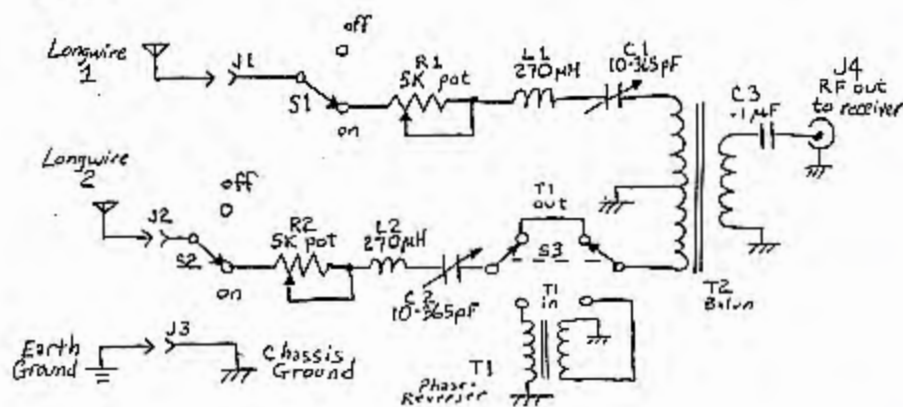 off
Longwire
1
J1
S1
on
R1
5K pot
L1
270µH
C1
10-365pF
C3
.1µF
J4
RF out
to receiver
Longwire
2
off
J2
S2
on
R2
5K pot
L2
270µH
C2
10-365pF
T1
out
S3
T1
in
T2
Balun
Earth
Ground
J3
Chassis
Ground
T1
Phase-
Reverser